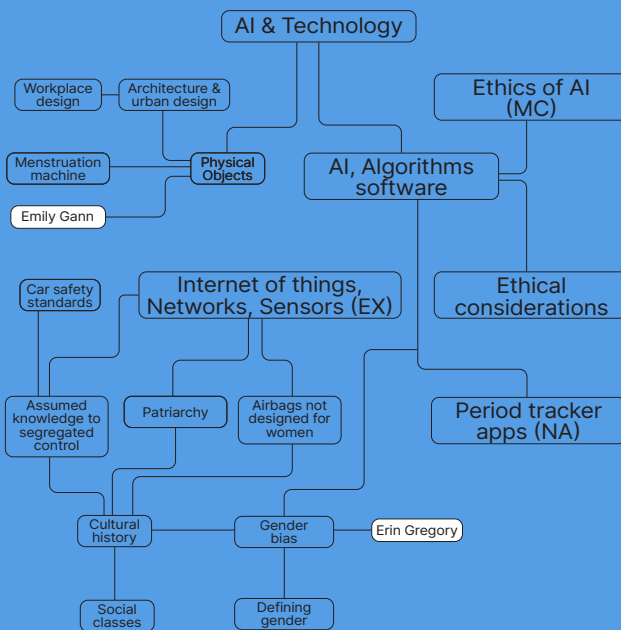 AI & Technology
Workplace
design
Architecture &
urban design
Ethics of AI
(MC)
Menstruation
machine
Physical
Objects
AI, Algorithms
software
Emily Gann
Car safety
standards
Internet of things,
Networks, Sensors (EX)
Ethical
considerations
Assumed
knowledge to
segregated
control
Patriarchy
Airbags not
designed for
women
Period tracker
apps (NA)
Cultural
history
Gender
bias
Erin Gregory
Social
classes
Defining
gender